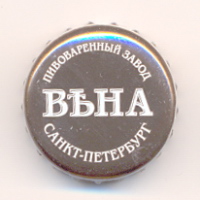 ПИВОВАРЕННЫЙ ЗАВОД
ВѢНА
САНКТ-ПЕТЕРБУРГ